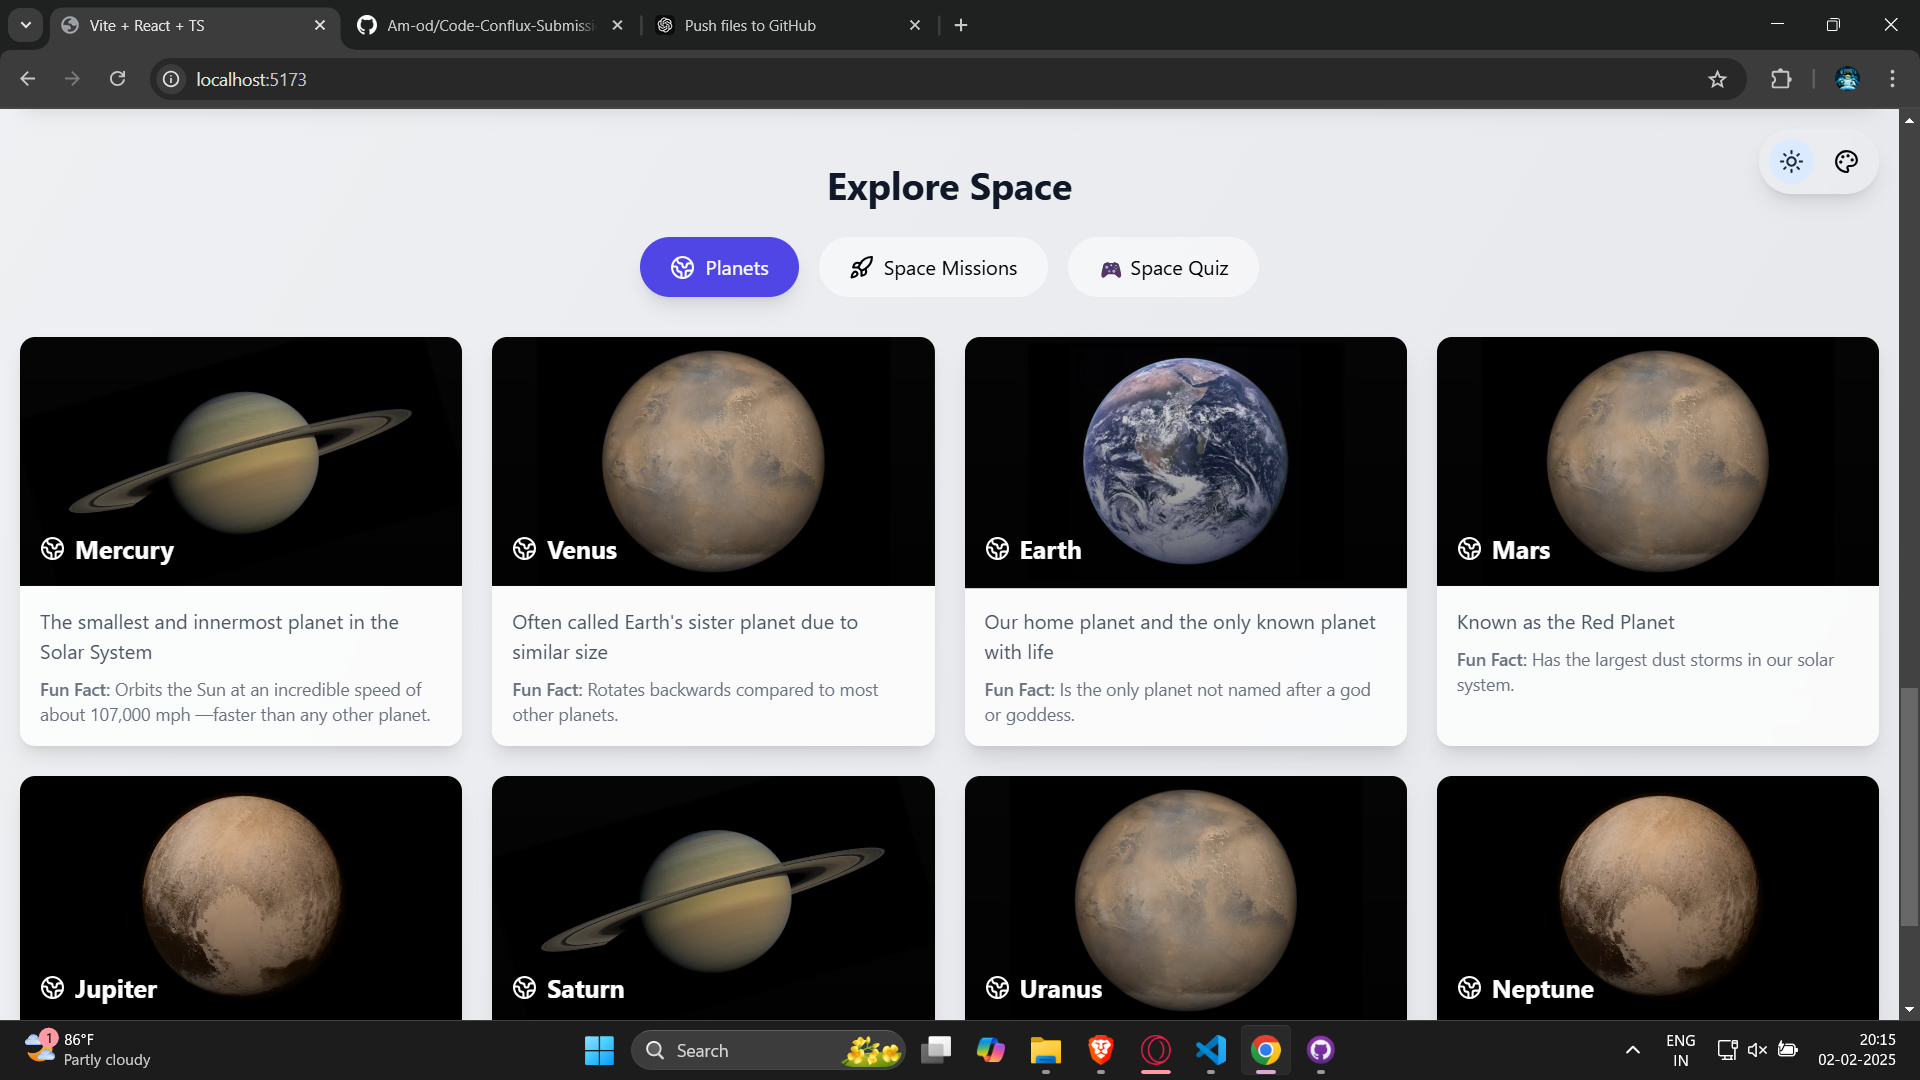 Vite + React + TS
Am-od/Code-Conflux-Submissi
Push files to GitHub
localhost:5173
Explore Space
Planets
Space Missions
Space Quiz
Mercury
The smallest and innermost planet in the
Solar System
Fun Fact: Orbits the Sun at an incredible speed of
about 107,000 mph —faster than any other planet.
Venus
Often called Earth's sister planet due to
similar size
Fun Fact: Rotates backwards compared to most
other planets.
Earth
Our home planet and the only known planet
with life
Fun Fact: Is the only planet not named after a god
or goddess.
Mars
Known as the Red Planet
Fun Fact: Has the largest dust storms in our solar
system.
Jupiter
Saturn
Uranus
Neptune
1
86°F
Partly cloudy
Search
ENG
IN
20:15
02-02-2025